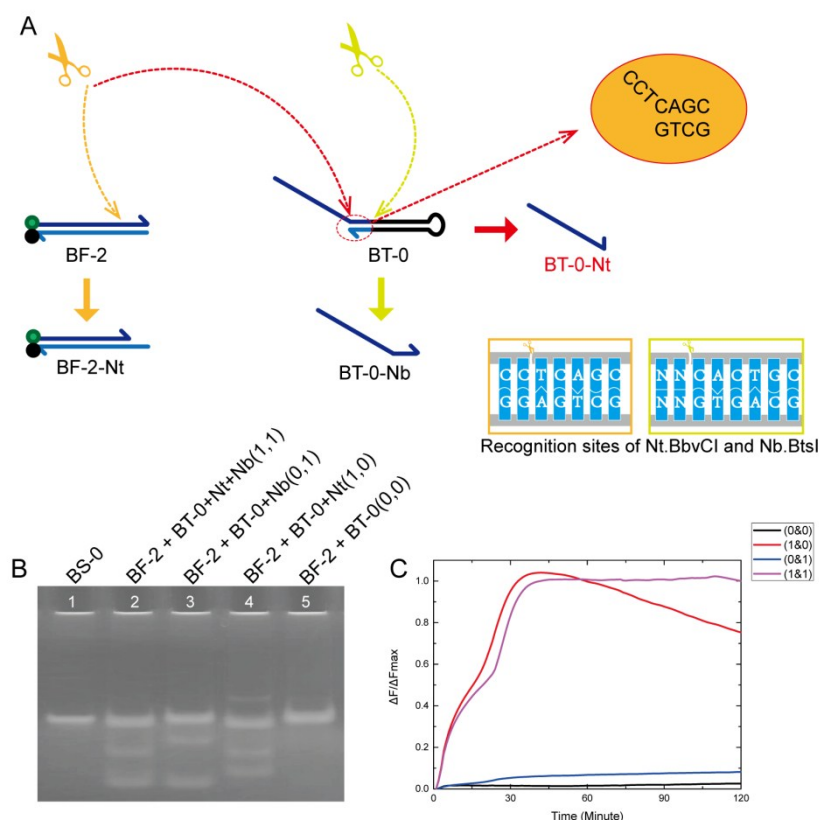 A
CCT
CAGC
GTCG
BF-2
BT-0
BT-0-Nt
BF-2-Nt
BT-0-Nb
C C T C A G C
G G A G T C G
N N C A C T G C
N N G T G A C G
Recognition sites of Nt.BbvCI and Nb.BtsI
B
BS-0
BF-2 + BT-0+Nt+Nb(1,1)
BF-2 + BT-0+Nb(0,1)
BF-2 + BT-0+Nt(1,0)
BF-2 + BT-0(0,0)
1 2 3 4 5
C
(0&0)
(1&0)
(0&1)
(1&1)
ΔF/ΔFmax
1.0
0.8
0.6
0.4
0.2
0.0
0 30 60 90 120
Time (Minute)